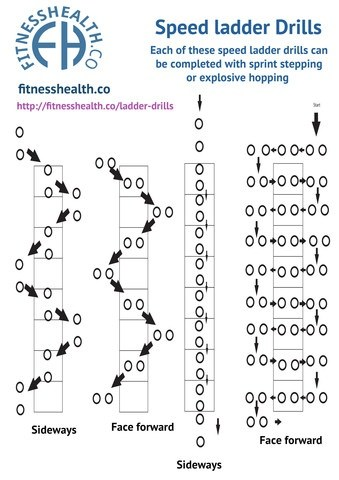 FITNESSHEALTH.CO
FH
Speed ladder Drills
Each of these speed ladder drills can
be completed with sprint stepping
or explosive hopping
fitnesshealth.co
http://fitnesshealth.co/ladder-drills
Start
Sideways
Face forward
Sideways
Face forward